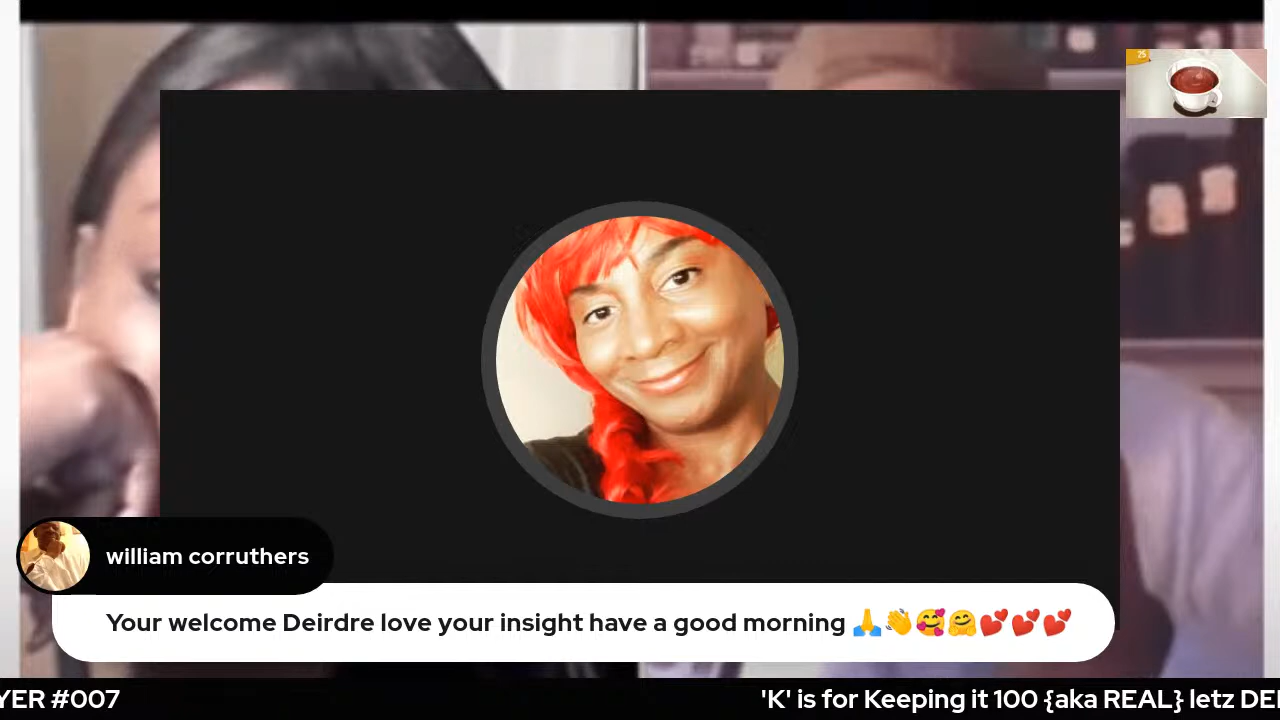 25
william corruthers
Your welcome Deirdre love your insight have a good morning 🙏👋🥰🤗💕💕💕
YER #007 'K' is for Keeping it 100 {aka REAL} letz DE